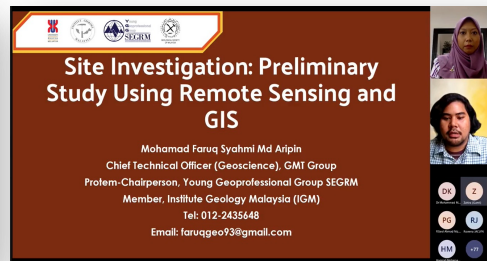 SEGRM
Site Investigation: Preliminary
Study Using Remote Sensing and
GIS
Mohamad Faruq Syahmi Md Aripin
Chief Technical Officer (Geoscience), GMT Group
Protem-Chairperson, Young Geoprofessional Group SEGRM
Member, Institute Geology Malaysia (IGM)
Tel: 012-2435648
Email: faruqgeo93@gmail.com
DK
Z
PG
RJ
HM
+77